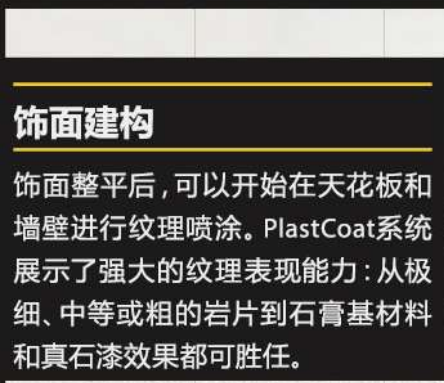 饰面建构
饰面整平后，可以开始在天花板和
墙壁进行纹理喷涂。PlastCoat系统
展示了强大的纹理表现能力：从极
细、中等或粗的岩片到石膏基材料
和真石漆效果都可胜任。